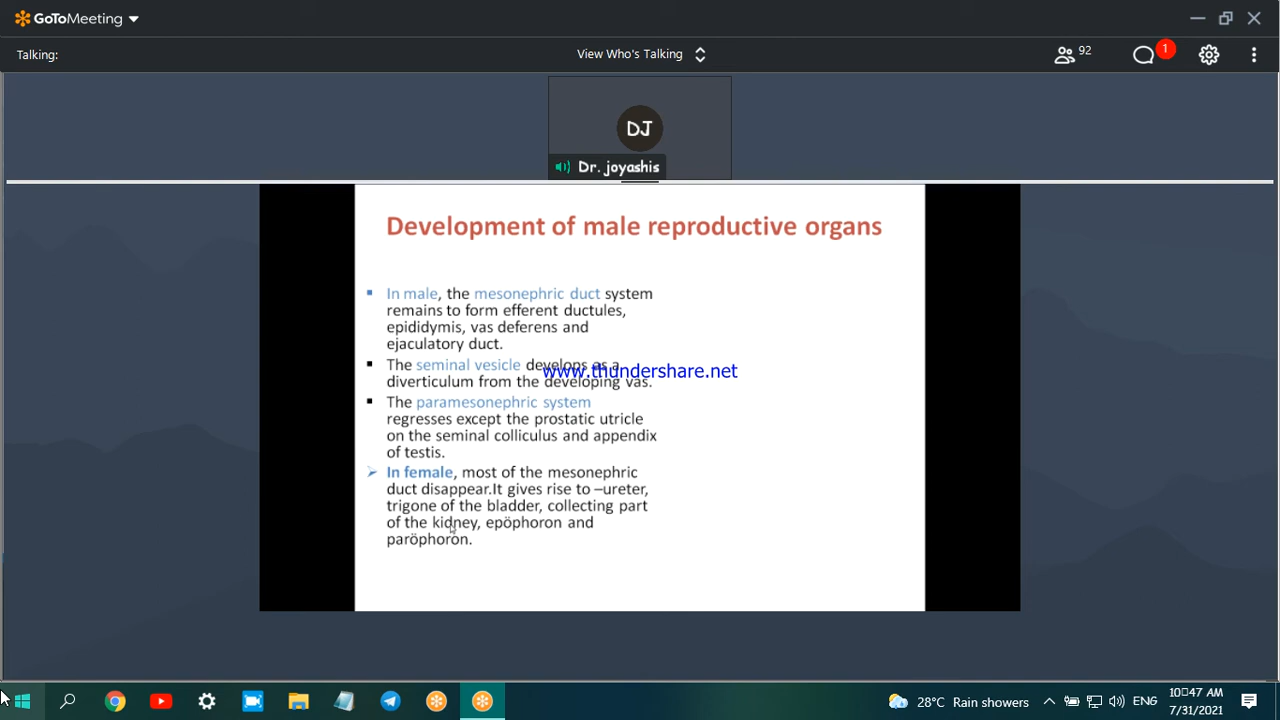 GoToMeeting
Talking:
View Who's Talking
92
1
DJ
Dr. joyashis
Development of male reproductive organs
In male, the mesonephric duct system
remains to form efferent ductules,
epididymis, vas deferens and
ejaculatory duct.
The seminal vesicle develops as a
www.thundershare.net
diverticulum from the developing vas.
The paramesonephric system
regresses except the prostatic utricle
on the seminal colliculus and appendix
of testis.
In female, most of the mesonephric
duct disappear.It gives rise to –ureter,
trigone of the bladder, collecting part
of the kidney, epöphoron and
paröphoron.
28°C Rain showers
ENG
10:47 AM
7/31/2021